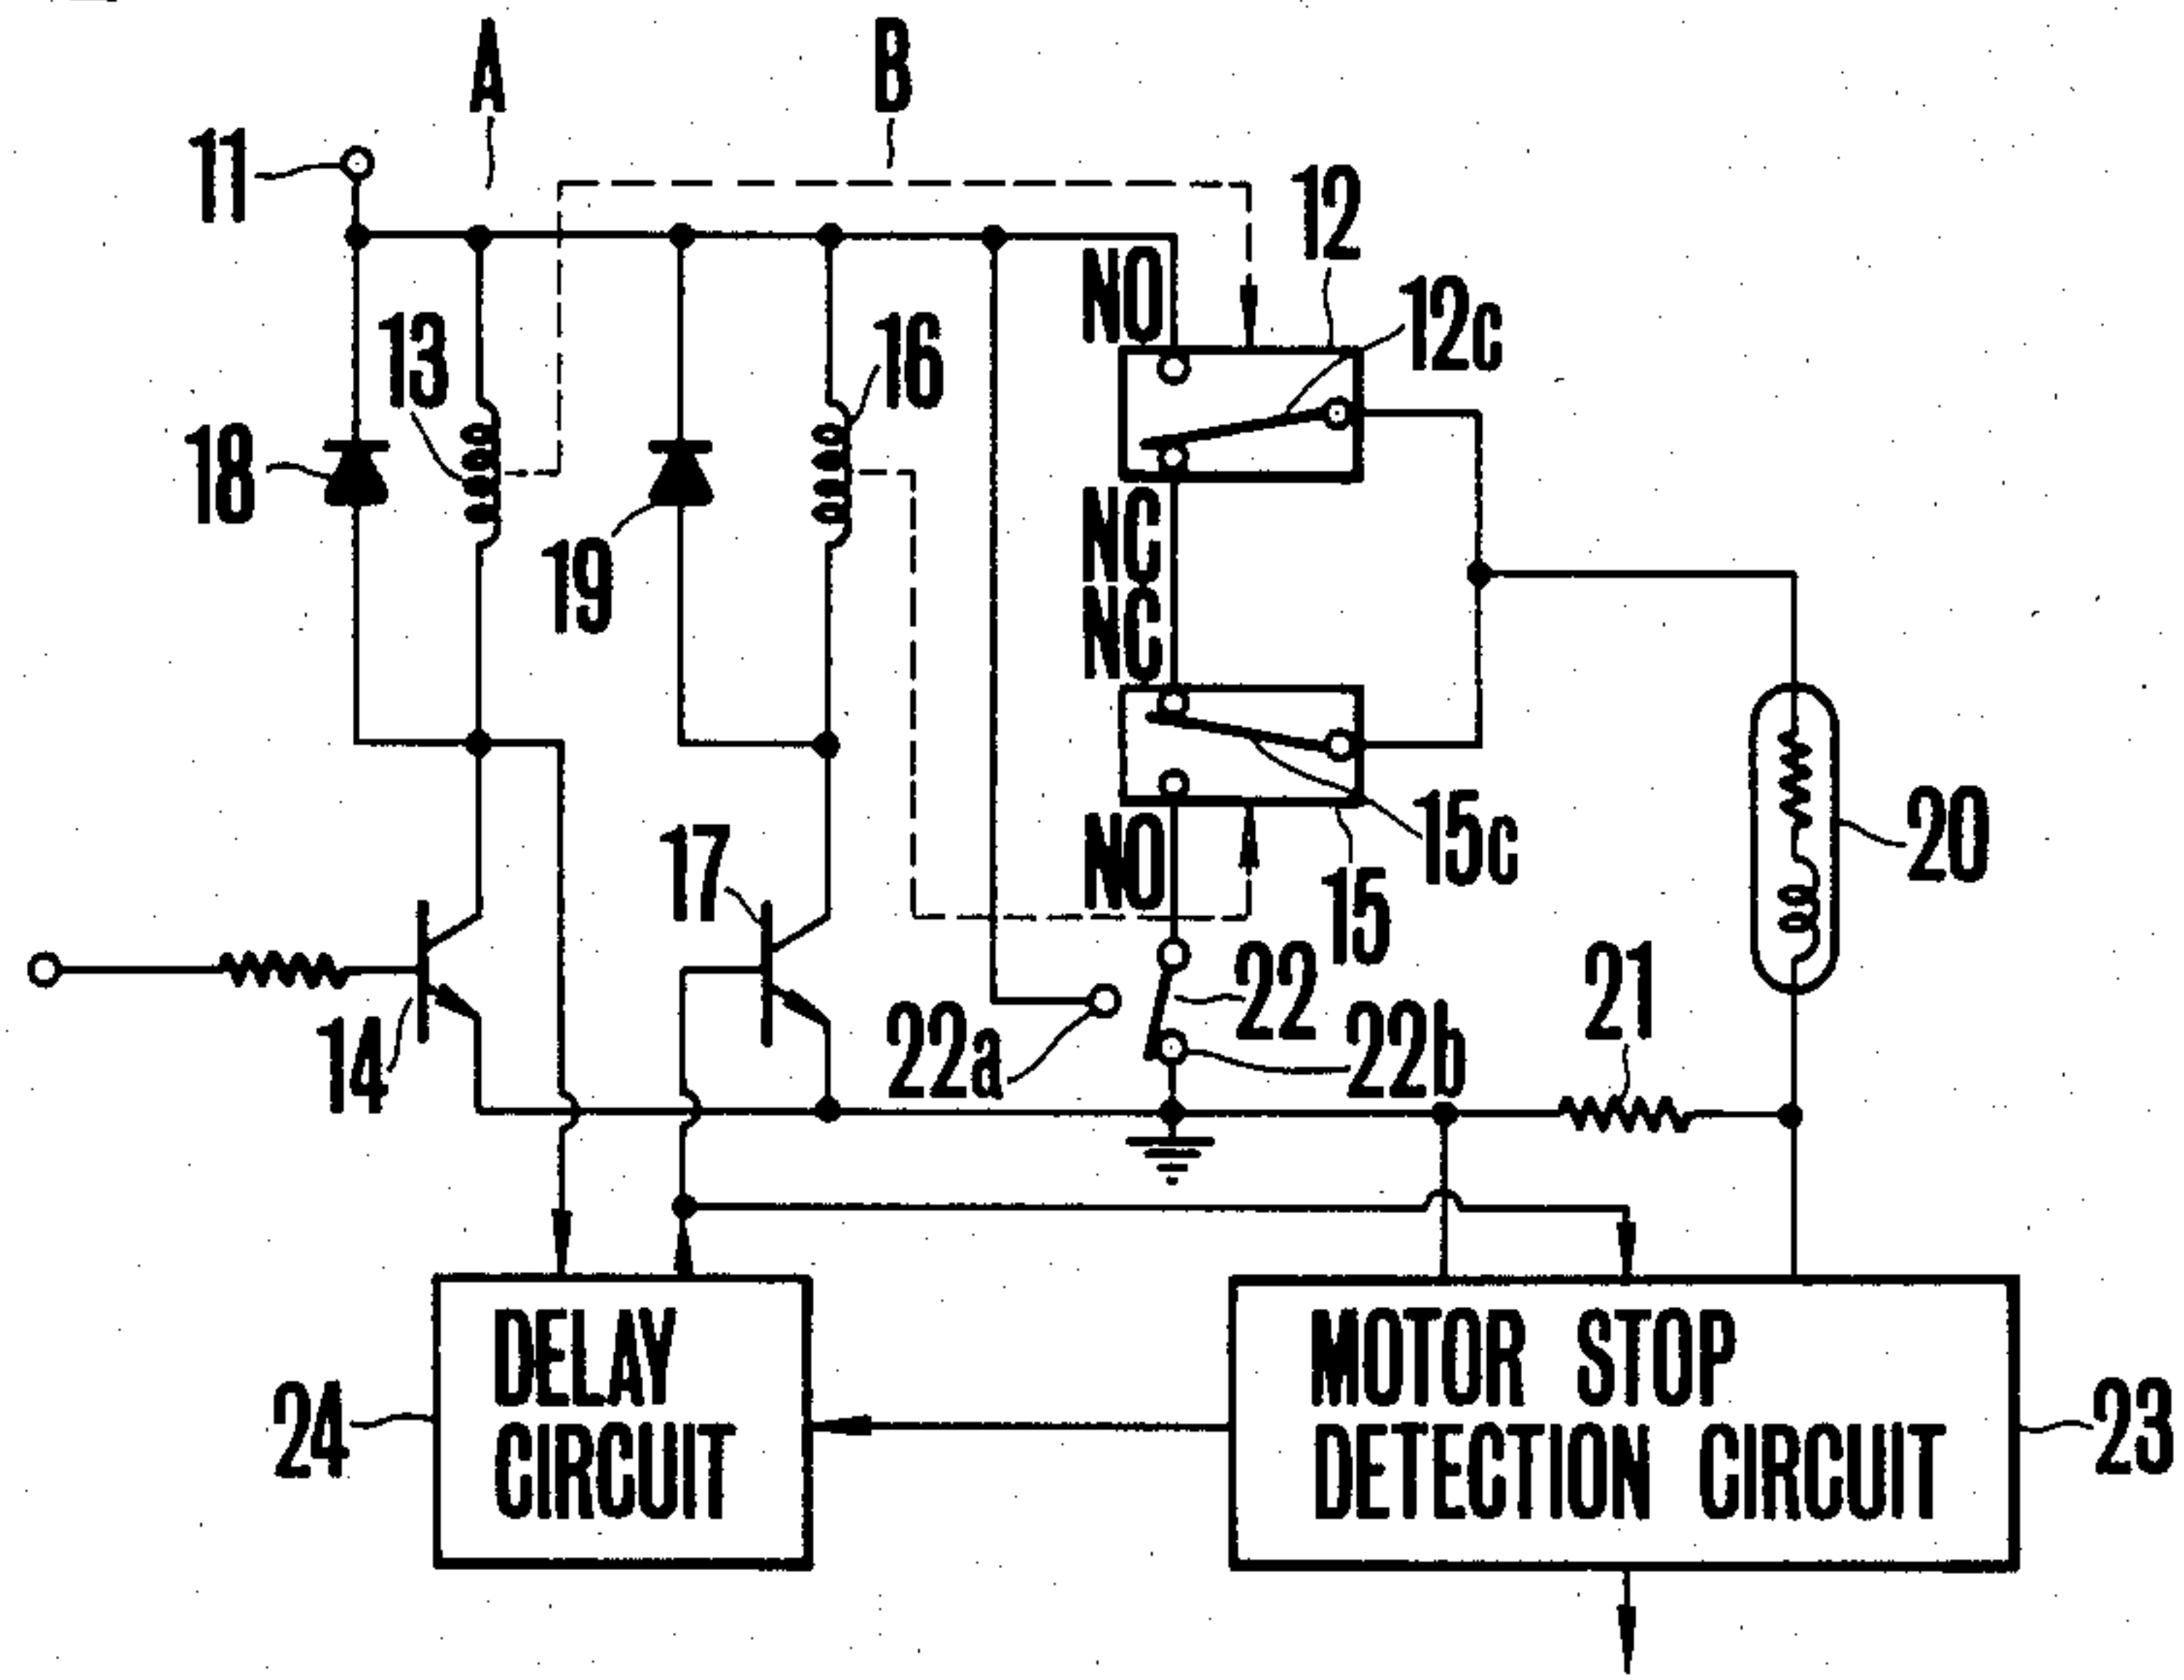 A
B
11
12
NO
12c
13
16
18
19
NC
NC
NO
15c
15
20
17
14
22a
22
22b
21
DELAY
CIRCUIT
24
MOTOR STOP
DETECTION CIRCUIT
23